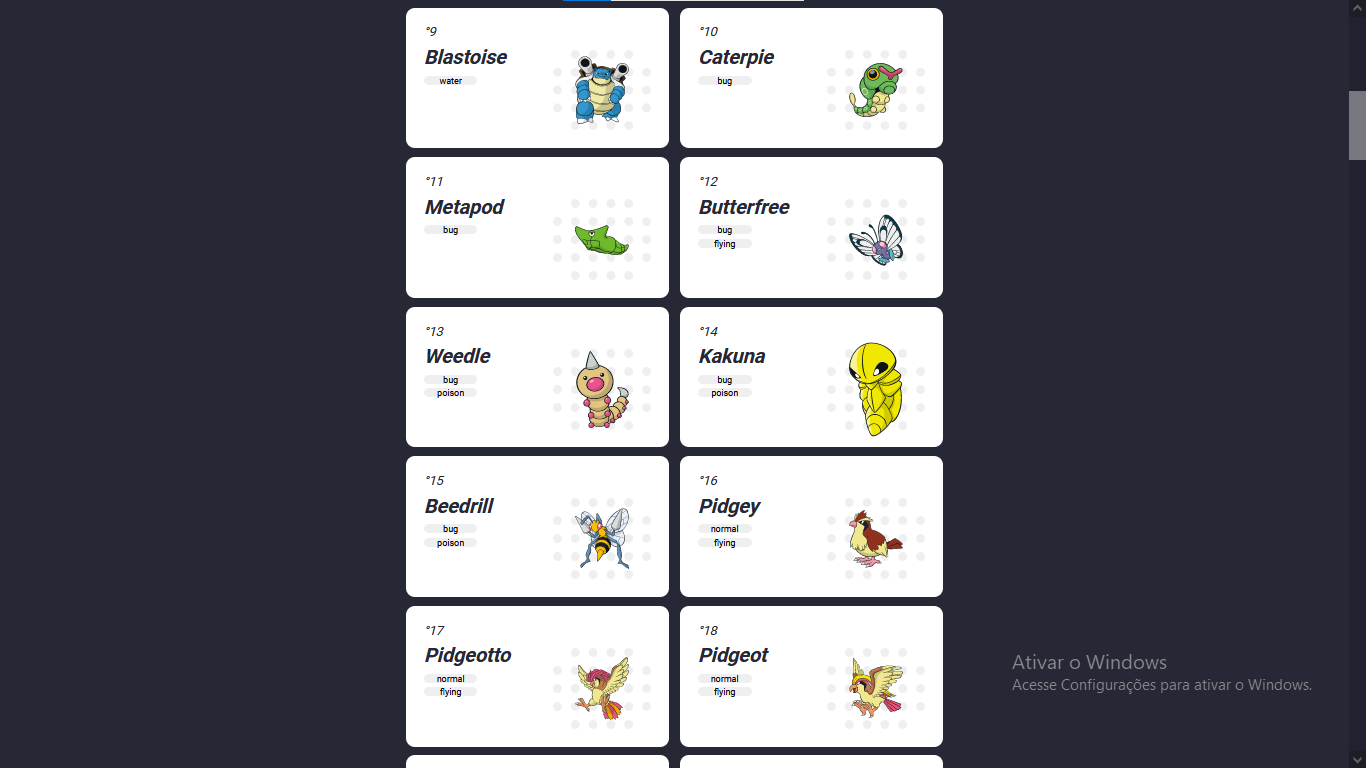 °9
Blastoise
water
°10
Caterpie
bug
°11
Metapod
bug
°12
Butterfree
bug
flying
°13
Weedle
bug
poison
°14
Kakuna
bug
poison
°15
Beedrill
bug
poison
°16
Pidgey
normal
flying
°17
Pidgeotto
normal
flying
°18
Pidgeot
normal
flying
Ativar o Windows
Acesse Configurações para ativar o Windows.